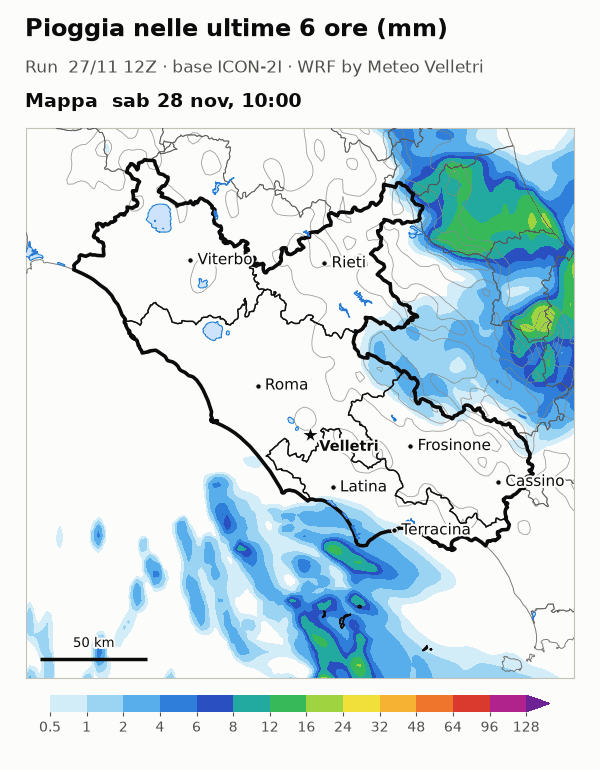 Pioggia nelle ultime 6 ore (mm)
Run  27/11 12Z · base ICON-2I · WRF by Meteo Velletri
Mappa  sab 28 nov, 10:00
Viterbo
Rieti
Roma
Velletri
Frosinone
Cassino
Latina
Terracina
50 km
0.5 1 2 4 6 8 12 16 24 32 48 64 96 128